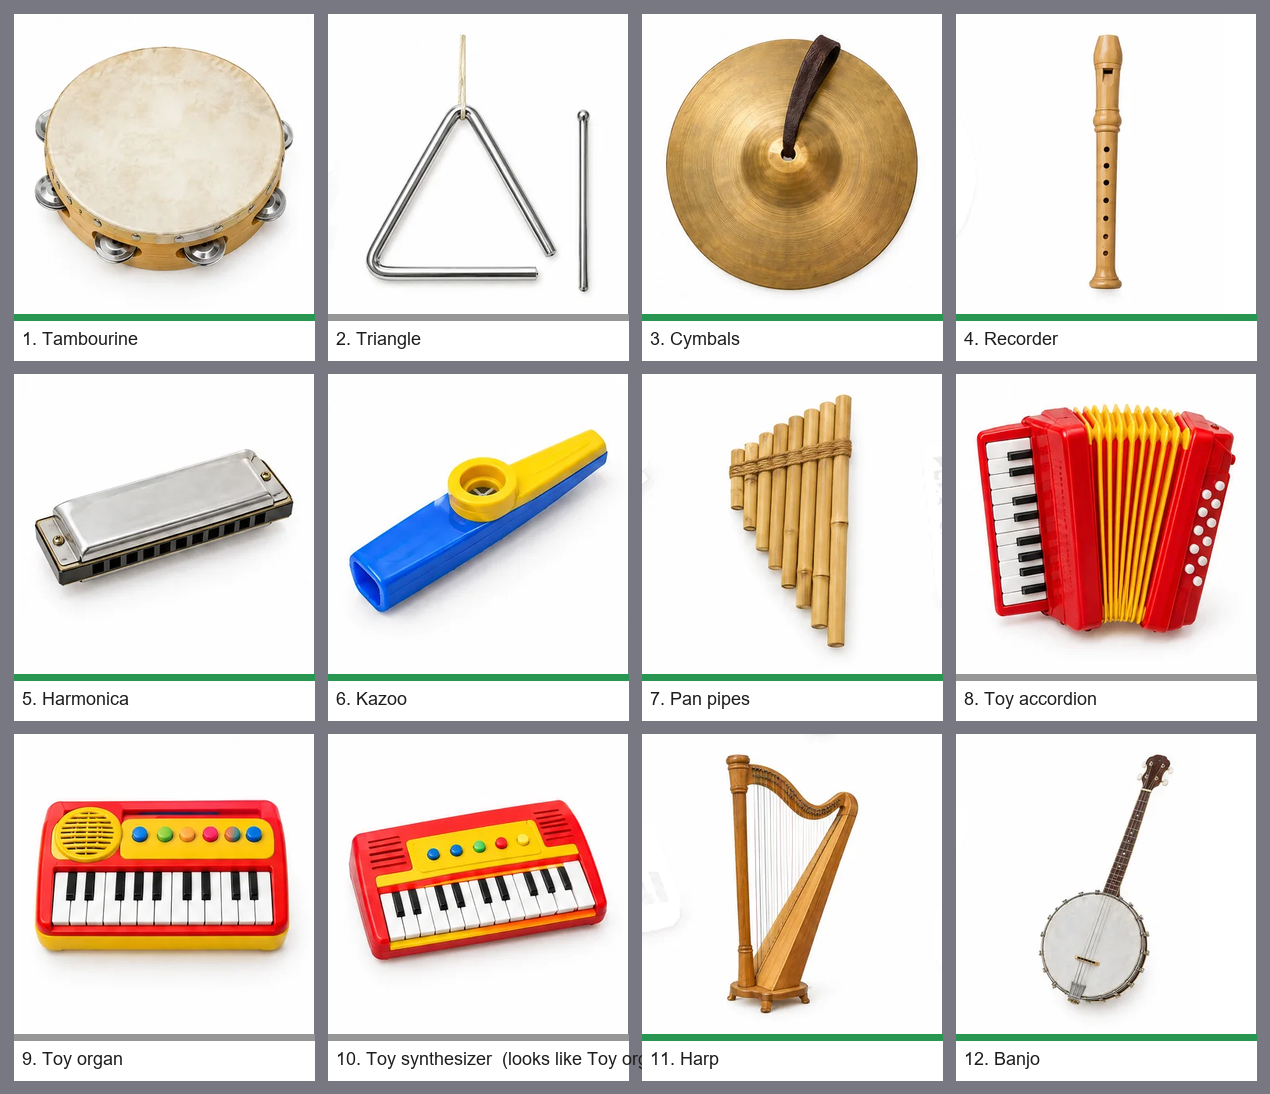 1. Tambourine
2. Triangle
3. Cymbals
4. Recorder
5. Harmonica
6. Kazoo
7. Pan pipes
8. Toy accordion
9. Toy organ
10. Toy synthesizer (looks like Toy
11. Harp
12. Banjo